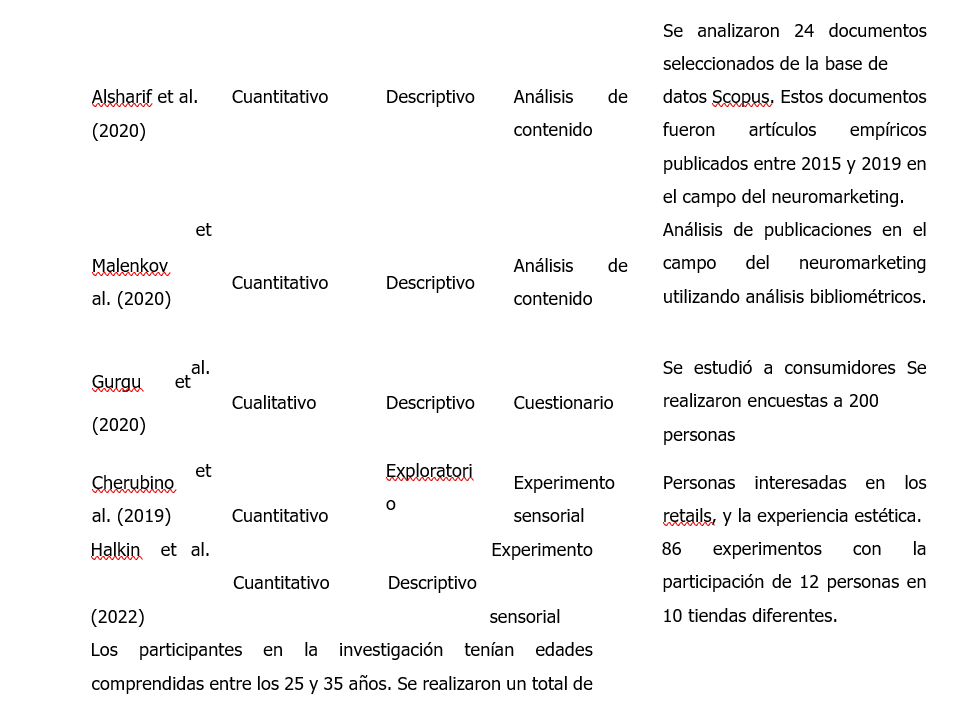 Se analizaron 24 documentos
seleccionados de la base de
Alsharif et al. Cuantitativo Descriptivo Análisis de datos Scopus. Estos documentos
(2020) contenido fueron artículos empíricos
publicados entre 2015 y 2019 en
el campo del neuromarketing.
et Análisis de publicaciones en el
Malenkov Análisis de campo del neuromarketing
Cuantitativo Descriptivo
al. (2020) contenido utilizando análisis bibliométricos.
al. Se estudió a consumidores Se
Gurgu et
Cualitativo Descriptivo Cuestionario realizaron encuestas a 200
(2020)
personas
et Exploratori
Cherubino Experimento Personas interesadas en los
o
al. (2019) Cuantitativo sensorial retails, y la experiencia estética.
Halkin et al. Experimento 86 experimentos con la
Cuantitativo Descriptivo participación de 12 personas en
(2022) sensorial 10 tiendas diferentes.
Los participantes en la investigación tenían edades
comprendidas entre los 25 y 35 años. Se realizaron un total de